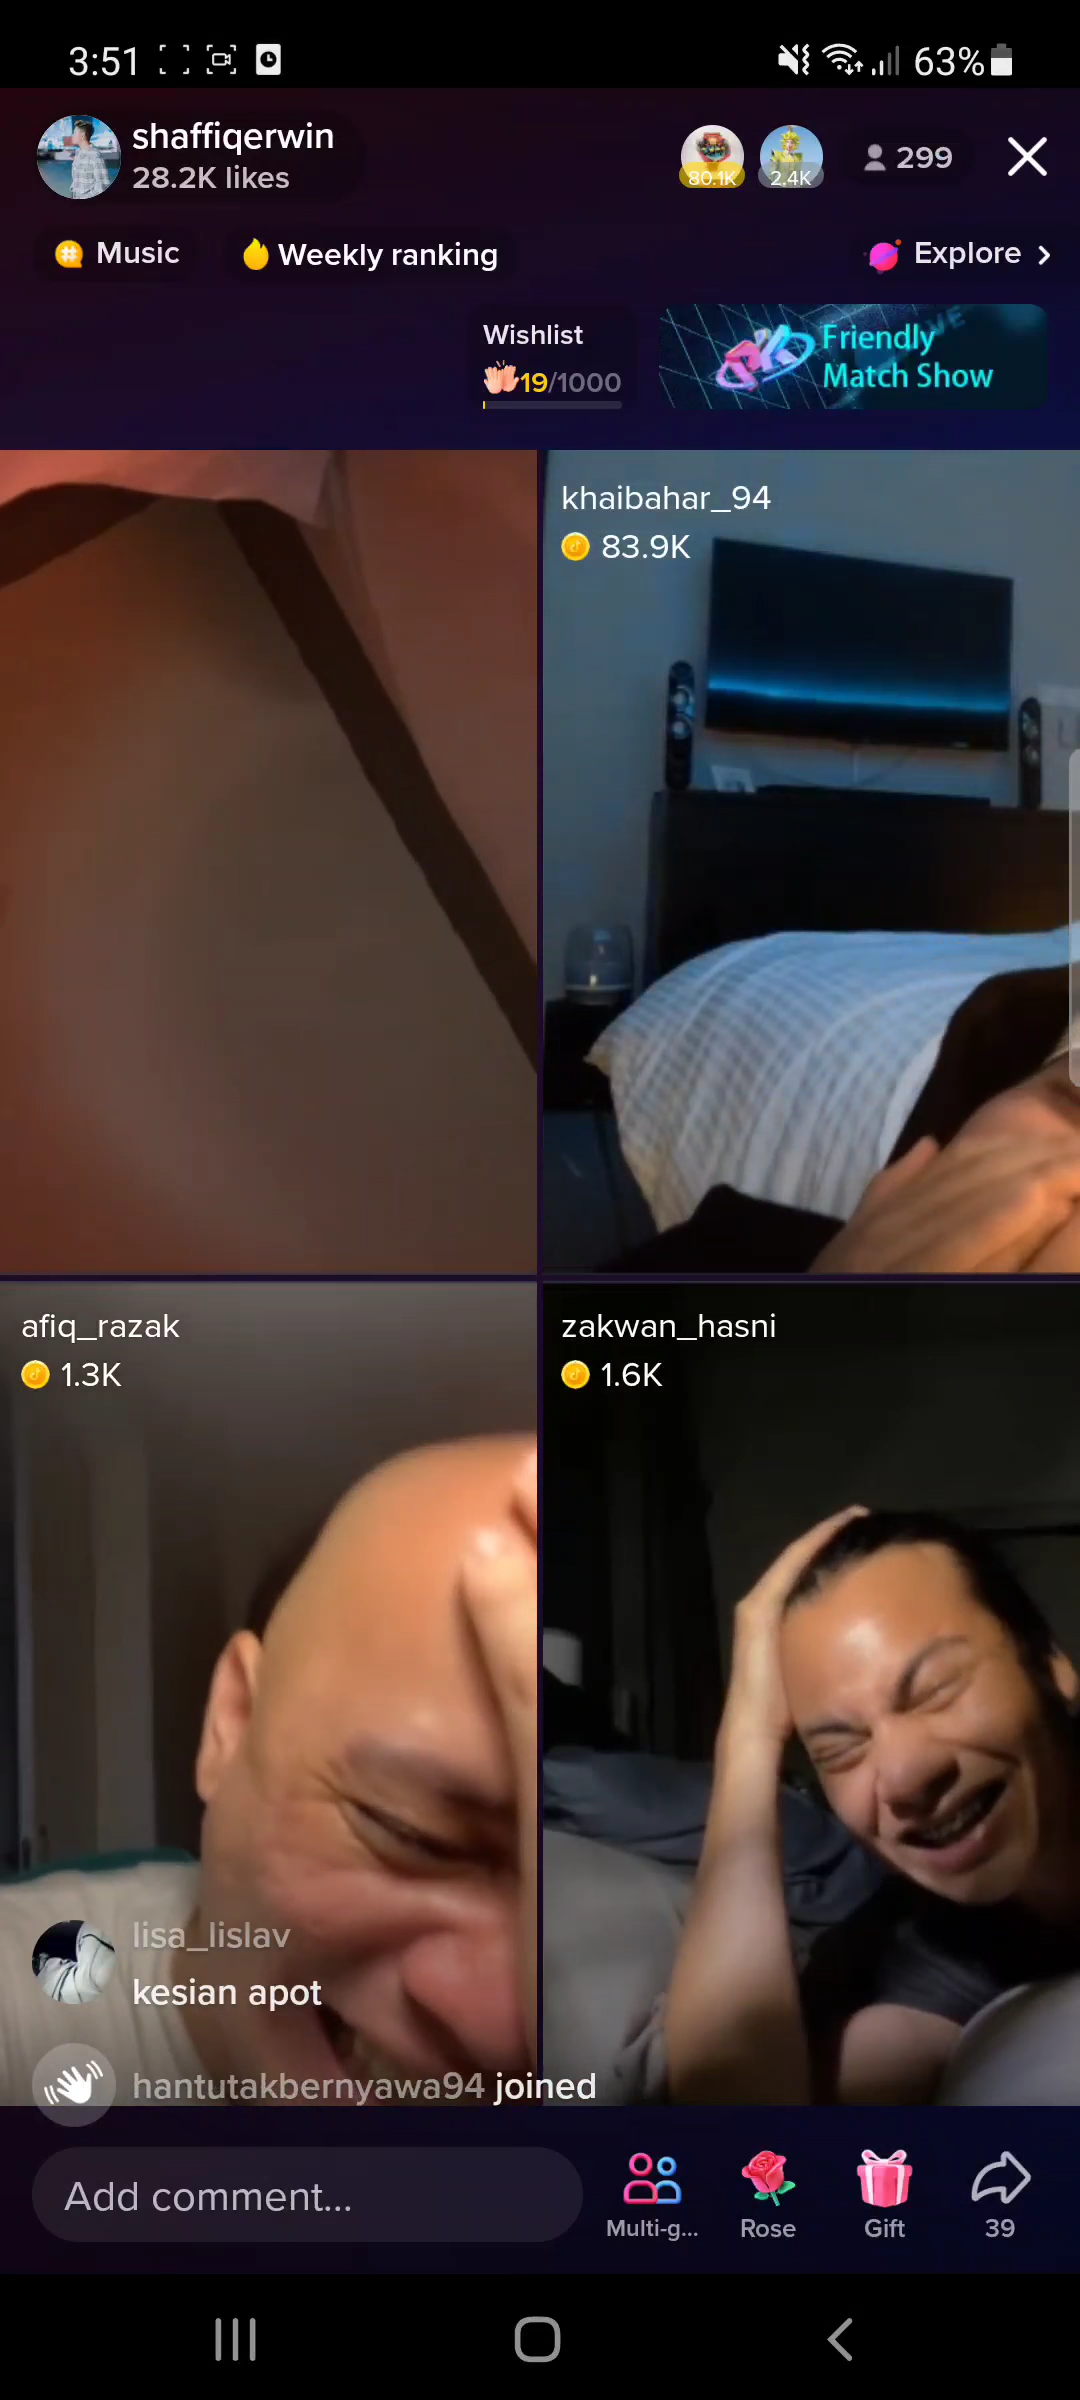 3:51
63%
shaffiqerwin
28.2K likes
80.1K
2.4K
299
Music
Weekly ranking
Explore
Wishlist
19/1000
Friendly
Match Show
khaibahar_94
83.9K
afiq_razak
1.3K
zakwan_hasni
1.6K
lisa_lislav
kesian apot
hantutakbernyawa94 joined
Add comment...
Multi-g...
Rose
Gift
39